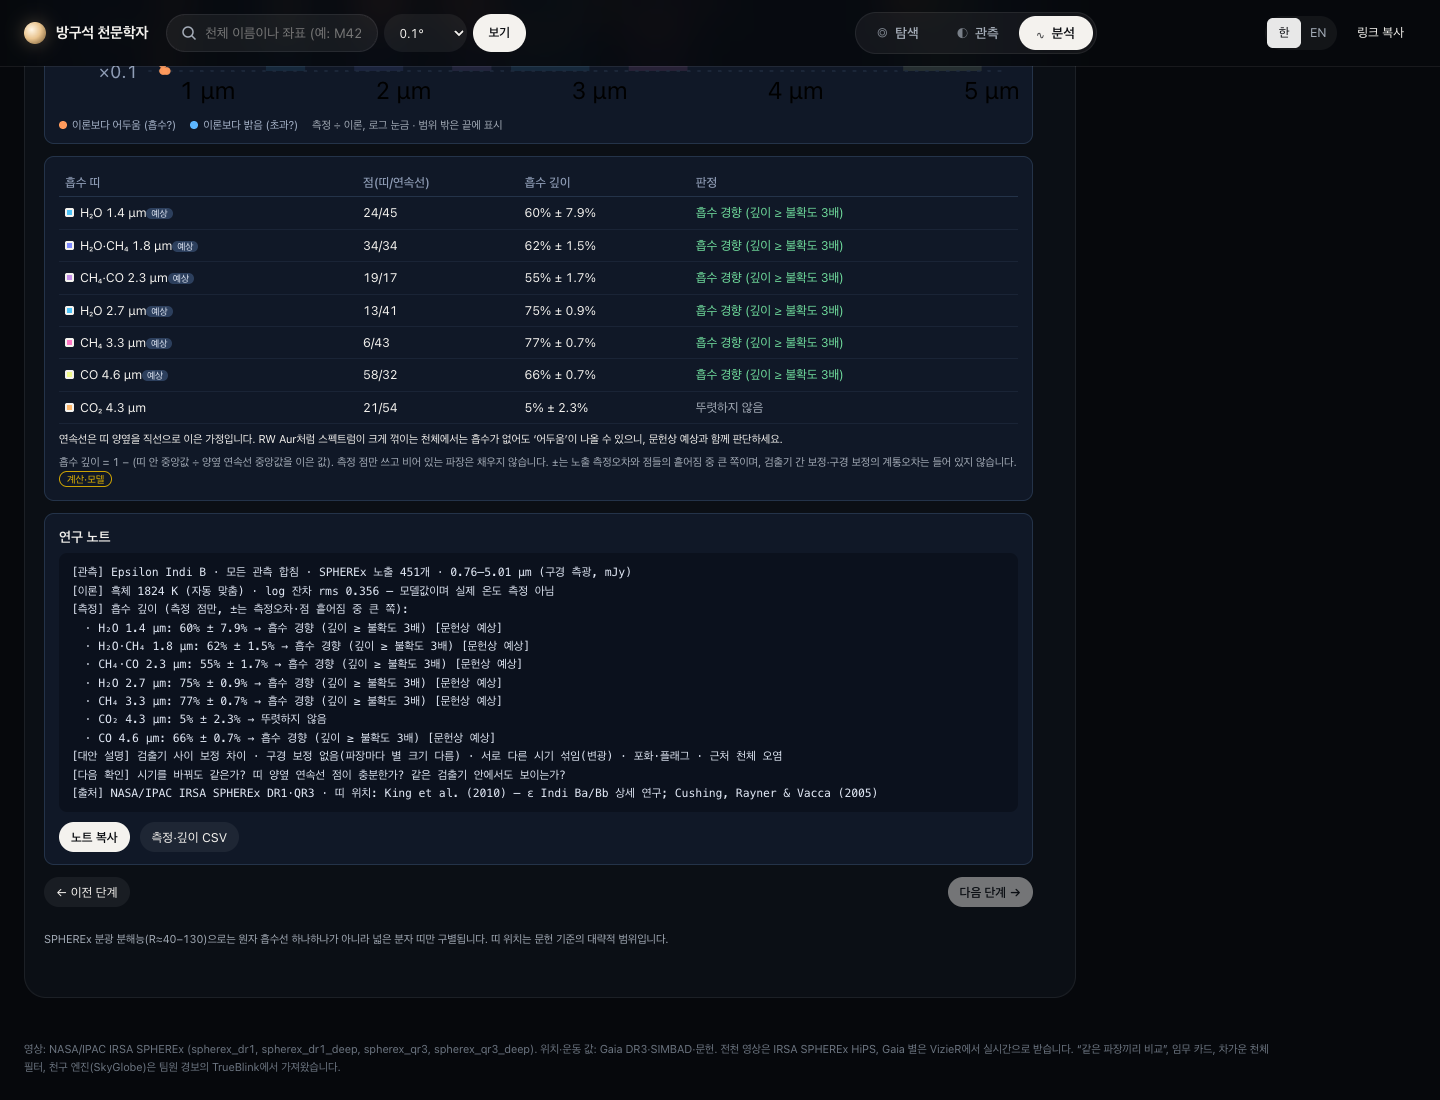 방구석 천문학자
천체 이름이나 좌표 (예: M42
0.1°
보기
탐색
관측
분석
한
EN
링크 복사
×0.1
1 μm 2 μm 3 μm 4 μm 5 μm
이론보다 어두움 (흡수?) 이론보다 밝음 (초과?) 측정 ÷ 이론, 로그 눈금 · 범위 밖은 끝에 표시
흡수 띠 점(띠/연속선) 흡수 깊이 판정
H₂O 1.4 μm 예상 24/45 60% ± 7.9% 흡수 경향 (깊이 ≥ 불확도 3배)
H₂O·CH₄ 1.8 μm 예상 34/34 62% ± 1.5% 흡수 경향 (깊이 ≥ 불확도 3배)
CH₄·CO 2.3 μm 예상 19/17 55% ± 1.7% 흡수 경향 (깊이 ≥ 불확도 3배)
H₂O 2.7 μm 예상 13/41 75% ± 0.9% 흡수 경향 (깊이 ≥ 불확도 3배)
CH₄ 3.3 μm 예상 6/43 77% ± 0.7% 흡수 경향 (깊이 ≥ 불확도 3배)
CO 4.6 μm 예상 58/32 66% ± 0.7% 흡수 경향 (깊이 ≥ 불확도 3배)
CO₂ 4.3 μm 21/54 5% ± 2.3% 뚜렷하지 않음
연속선은 띠 양옆을 직선으로 이은 가정입니다. RW Aur처럼 스펙트럼이 크게 꺾이는 천체에서는 흡수가 없어도 ‘어두움’이 나올 수 있으니, 문헌상 예상과 함께 판단하세요.
흡수 깊이 = 1 − (띠 안 중앙값 ÷ 양옆 연속선 중앙값을 이은 값). 측정 점만 쓰고 비어 있는 파장은 채우지 않습니다. ±는 노출 측정오차와 점들의 흩어짐 중 큰 쪽이며, 검출기 간 보정·구경 보정의 계통오차는 들어 있지 않습니다.
계산·모델
연구 노트
[관측] Epsilon Indi B · 모든 관측 합침 · SPHEREx 노출 451개 · 0.76–5.01 μm (구경 측광, mJy)
[이론] 흑체 1824 K (자동 맞춤) · log 잔차 rms 0.356 — 모델값이며 실제 온도 측정 아님
[측정] 흡수 깊이 (측정 점만, ±는 측정오차·점 흩어짐 중 큰 쪽):
· H₂O 1.4 μm: 60% ± 7.9% → 흡수 경향 (깊이 ≥ 불확도 3배) [문헌상 예상]
· H₂O·CH₄ 1.8 μm: 62% ± 1.5% → 흡수 경향 (깊이 ≥ 불확도 3배) [문헌상 예상]
· CH₄·CO 2.3 μm: 55% ± 1.7% → 흡수 경향 (깊이 ≥ 불확도 3배) [문헌상 예상]
· H₂O 2.7 μm: 75% ± 0.9% → 흡수 경향 (깊이 ≥ 불확도 3배) [문헌상 예상]
· CH₄ 3.3 μm: 77% ± 0.7% → 흡수 경향 (깊이 ≥ 불확도 3배) [문헌상 예상]
· CO₂ 4.3 μm: 5% ± 2.3% → 뚜렷하지 않음
· CO 4.6 μm: 66% ± 0.7% → 흡수 경향 (깊이 ≥ 불확도 3배) [문헌상 예상]
[대안 설명] 검출기 사이 보정 차이 · 구경 보정 없음(파장마다 별 크기 다름) · 서로 다른 시기 섞임(변광) · 포화·플래그 · 근처 천체 오염
[다음 확인] 시기를 바꿔도 같은가? 띠 양옆 연속선 점이 충분한가? 같은 검출기 안에서도 보이는가?
[출처] NASA/IPAC IRSA SPHEREx DR1·QR3 · 띠 위치: King et al. (2010) — ε Indi Ba/Bb 상세 연구; Cushing, Rayner & Vacca (2005)
노트 복사
측정·깊이 CSV
← 이전 단계
다음 단계 →
SPHEREx 분광 분해능(R≈40–130)으로는 원자 흡수선 하나하나가 아니라 넓은 분자 띠만 구별됩니다. 띠 위치는 문헌 기준의 대략적 범위입니다.
영상: NASA/IPAC IRSA SPHEREx (spherex_dr1, spherex_dr1_deep, spherex_qr3, spherex_qr3_deep). 위치·운동 값: Gaia DR3·SIMBAD·문헌. 전천 영상은 IRSA SPHEREx HiPS, Gaia 별은 VizieR에서 실시간으로 받습니다. “같은 파장끼리 비교”, 임무 카드, 차가운 천체
필터, 천구 엔진(SkyGlobe)은 팀원 경보의 TrueBlink에서 가져왔습니다.